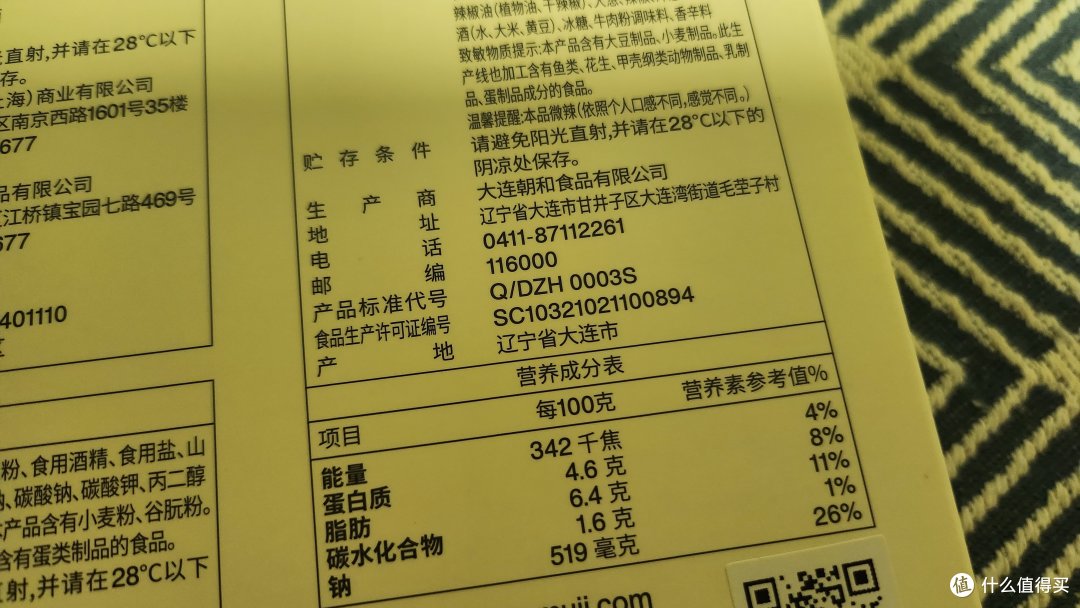 辣椒油(植物油、干辣椒)、大葱、辣椒
酒(水、大米、黄豆)、冰糖、牛肉粉调味料、香辛料
致敏物质提示:本产品含有大豆制品、小麦制品。此生
产线也加工含有鱼类、花生、甲壳纲类动物制品、乳制
品、蛋制品成分的食品。
温馨提醒:本品微辣(依照个人口感不同,感觉不同。)
贮存条件 请避免阳光直射,并请在28℃以下的
阴凉处保存。
生产商 大连朝和食品有限公司
地址 辽宁省大连市甘井子区大连湾街道毛茔子村
电话 0411-87112261
邮编 116000
产品标准代号 Q/DZH 0003S
食品生产许可证编号 SC10321021100894
产地 辽宁省大连市
营养成分表
项目 每100克 营养素参考值%
能量 342 千焦 4%
蛋白质 4.6 克 8%
脂肪 6.4 克 11%
碳水化合物 1.6 克 1%
钠 519 毫克 26%
直射,并请在28℃以下
存。
海)商业有限公司
区南京西路1601号35楼
677
品有限公司
江桥镇宝园七路469号
677
401110
粉、食用酒精、食用盐、山
碳酸钠、碳酸钾、丙二醇
产品含有小麦粉、谷朊粉。
含有蛋类制品的食品。
射,并请在28℃以下
muji.com
值 什么值得买